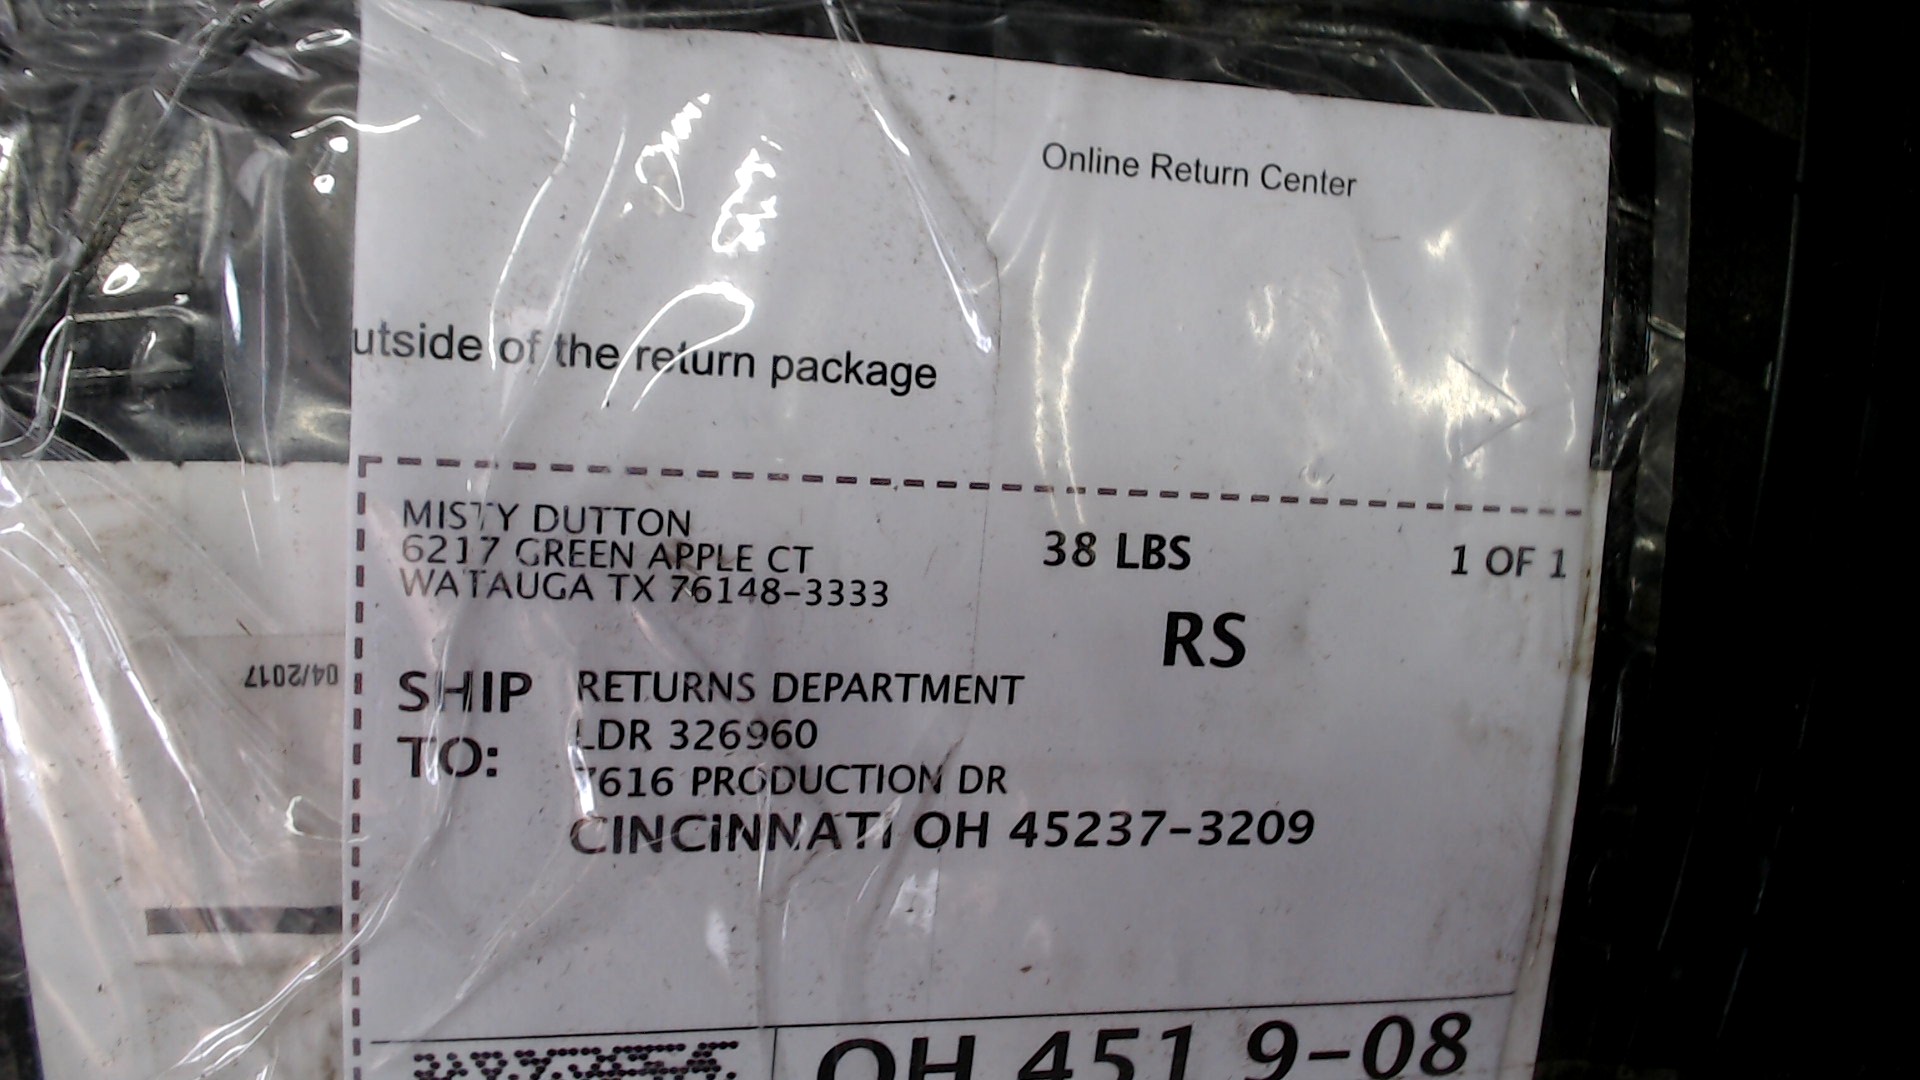 Online Return Center
utside of the return package
MISTY DUTTON
6217 GREEN APPLE CT
WATAUGA TX 76148-3333
38 LBS
1 OF 1
RS
SHIP TO:
RETURNS DEPARTMENT
LDR 326960
7616 PRODUCTION DR
CINCINNATI OH 45237-3209
04/2017
OH 451 9-08